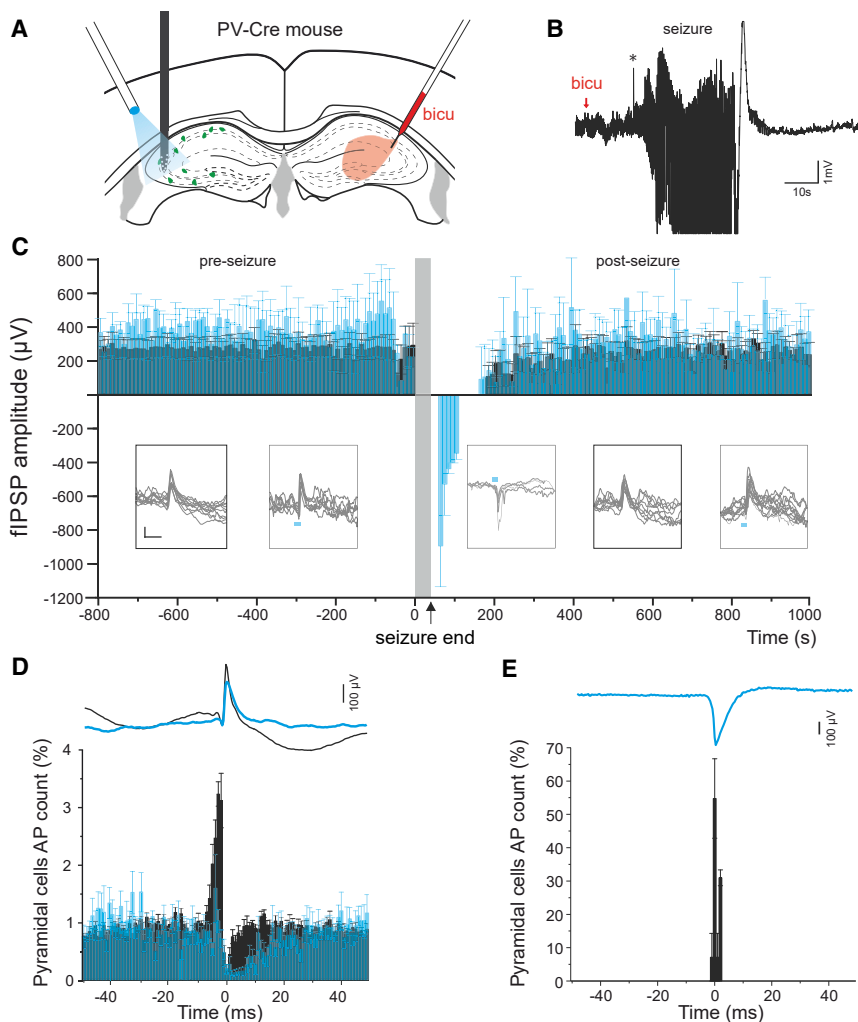 A
PV-Cre mouse
bicu
B
seizure
*
bicu
10s
1mV
C
800
600
400
200
-200
-400
-600
-800
-1000
-1200
fIPSP amplitude (µV)
pre-seizure
post-seizure
-800
-600
-400
-200
0
200
400
600
800
1000
seizure end
Time (s)
D
100 µV
4
3
2
1
0
Pyramidal cells AP count (%)
-40
-20
0
20
40
Time (ms)
E
100 µV
70
60
50
40
30
20
10
0
Pyramidal cells AP count (%)
-40
-20
0
20
40
Time (ms)